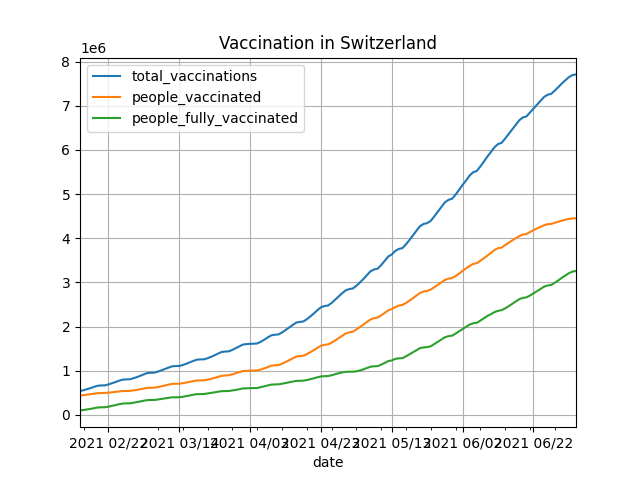 Vaccination in Switzerland
1e6
total_vaccinations
people_vaccinated
people_fully_vaccinated
8
7
6
5
4
3
2
1
0
2021 02/22 2021 03/14 2021 04/03 2021 04/23 2021 05/13 2021 06/02 2021 06/22
date